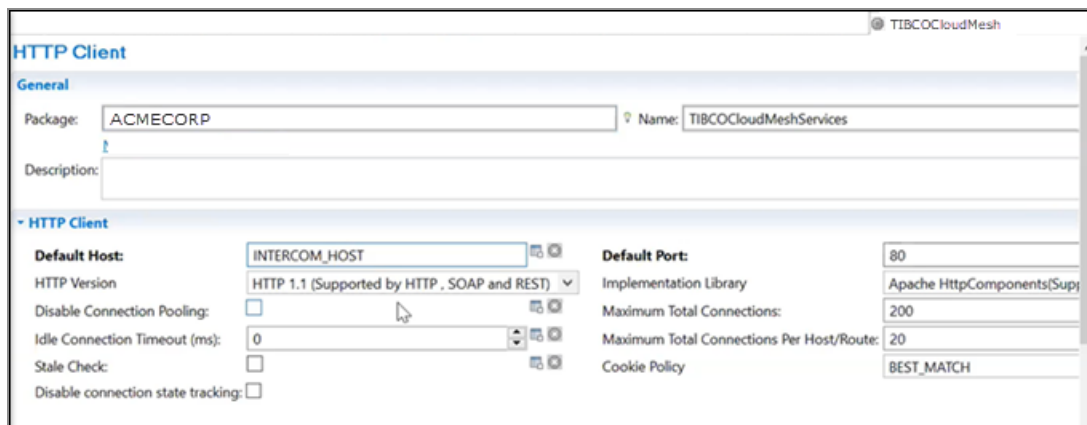 TIBCOCloudMesh
HTTP Client
General
Package: ACMECORP Name: TIBCOCloudMeshServices
Description:
HTTP Client
Default Host: INTERCOM_HOST Default Port: 80
HTTP Version HTTP 1.1 (Supported by HTTP , SOAP and REST) Implementation Library Apache HttpComponents(Supp
Disable Connection Pooling: Maximum Total Connections: 200
Idle Connection Timeout (ms): 0 Maximum Total Connections Per Host/Route: 20
Stale Check: Cookie Policy BEST_MATCH
Disable connection state tracking: